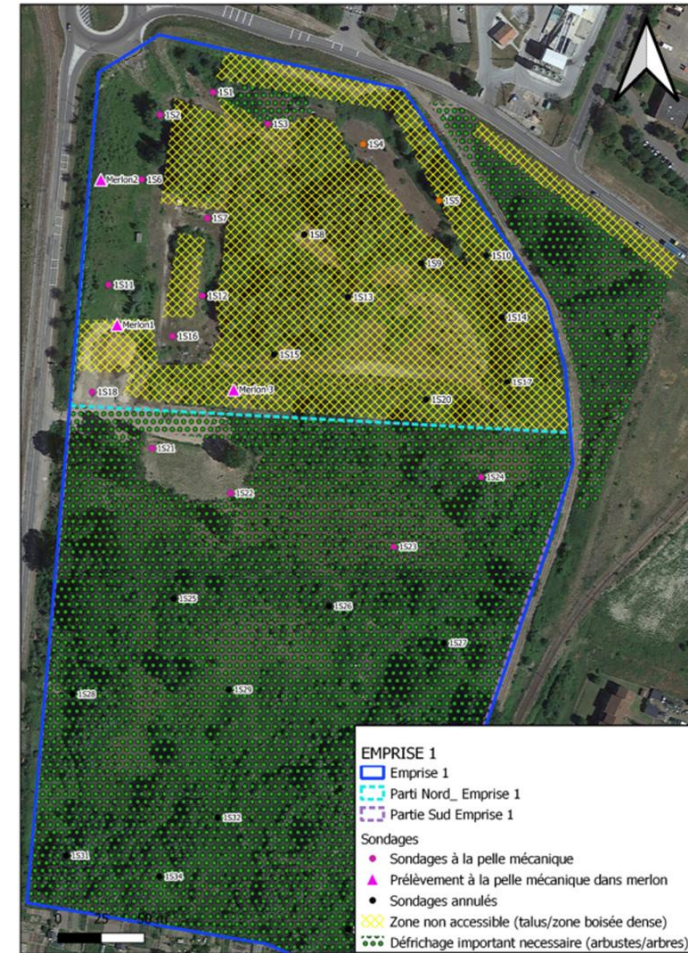 1S1
1S2
1S3
1S4
Merlon2
1S6
1S5
1S7
1S8
1S10
1S9
1S11
1S12
1S13
1S14
Merlon1
1S16
1S15
1S17
1S18
Merlon 3
1S20
1S21
1S24
1S22
1S23
1S25
1S26
1S27
1S28
1S29
1S32
1S31
1S34
0 25 50 m
EMPRISE 1
Emprise 1
Parti Nord_ Emprise 1
Partie Sud Emprise 1
Sondages
Sondages à la pelle mécanique
Prélèvement à la pelle mécanique dans merlon
Sondages annulés
Zone non accessible (talus/zone boisée dense)
Défrichage important necessaire (arbustes/arbres)